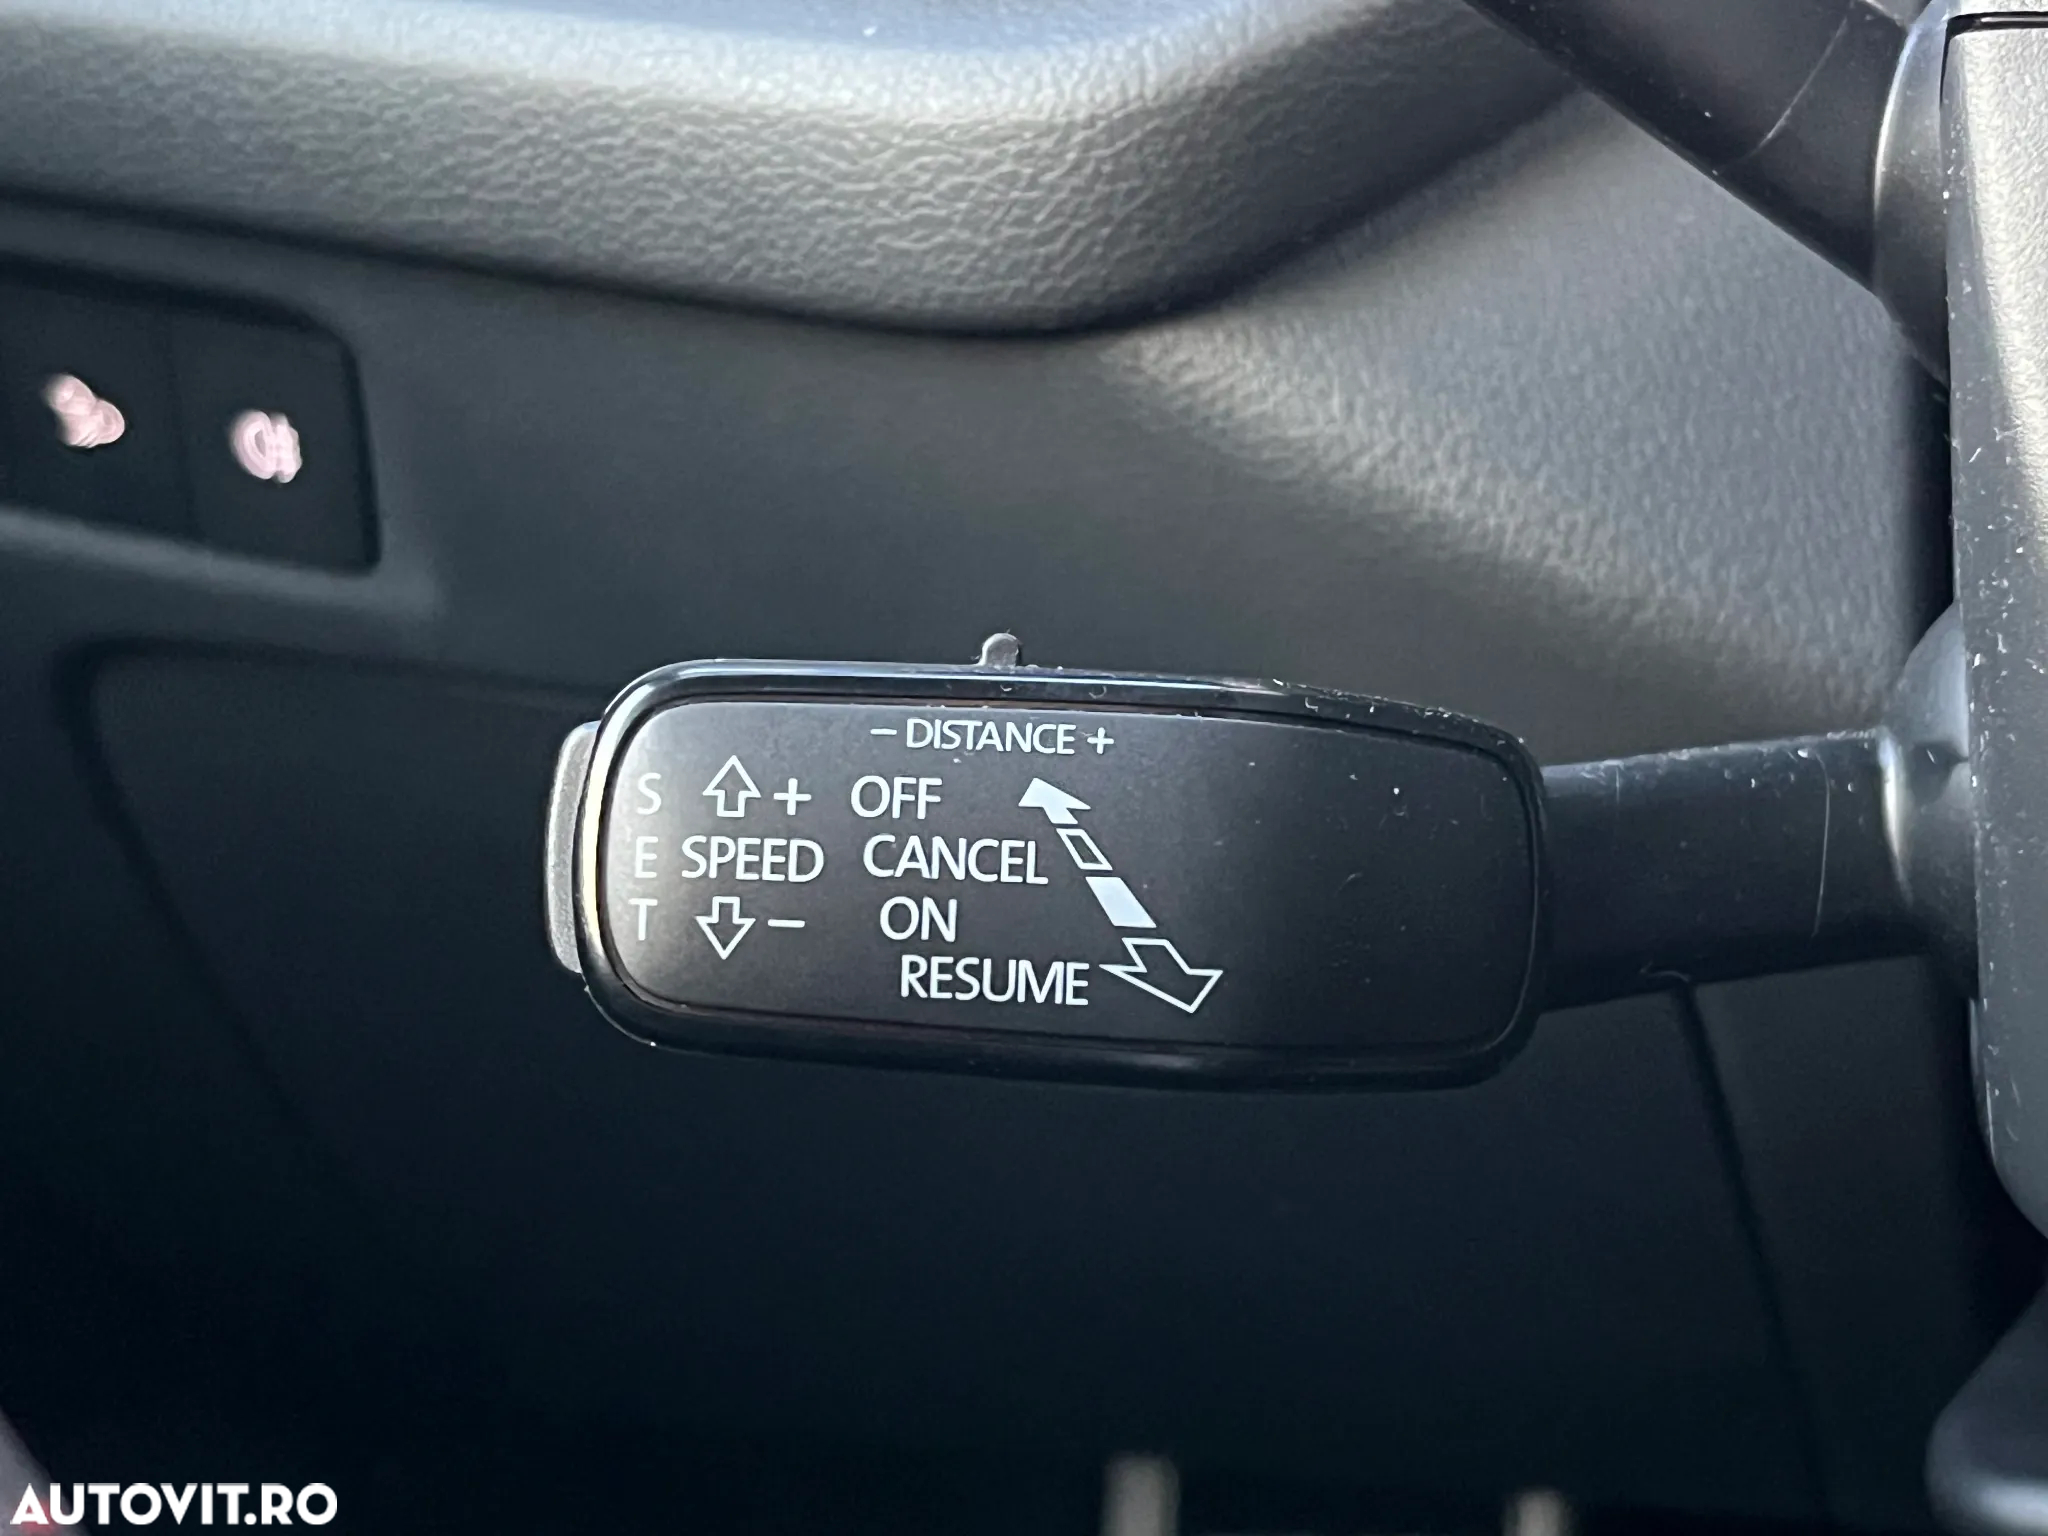 – DISTANCE +
S + OFF
E SPEED CANCEL
T – ON
RESUME
AUTOVIT.RO